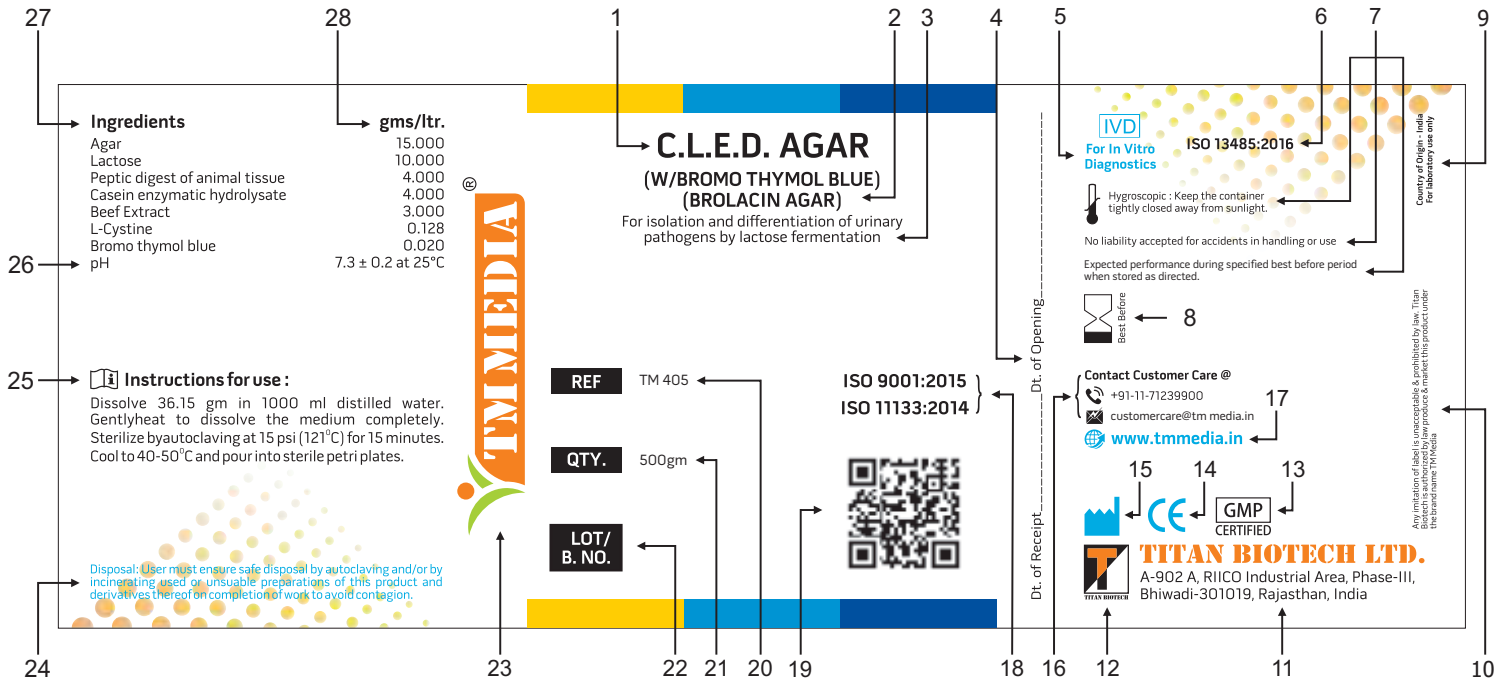 27
28
1
2
3
4
5
6
7
9
Ingredients gms/ltr.
Agar 15.000
Lactose 10.000
Peptic digest of animal tissue 4.000
Casein enzymatic hydrolysate 4.000
Beef Extract 3.000
L-Cystine 0.128
Bromo thymol blue 0.020
pH 7.3 ± 0.2 at 25°C
26
25
Instructions for use :
Dissolve 36.15 gm in 1000 ml distilled water.
Gentlyheat to dissolve the medium completely.
Sterilize byautoclaving at 15 psi (121⁰C) for 15 minutes.
Cool to 40-50⁰C and pour into sterile petri plates.
Disposal: User must ensure safe disposal by autoclaving and/or by
incinerating used or unsuable preparations of this product and
derivatives thereof on completion of work to avoid contagion.
TM MEDIA
®
C.L.E.D. AGAR
(W/BROMO THYMOL BLUE)
(BROLACIN AGAR)
For isolation and differentiation of urinary
pathogens by lactose fermentation
REF TM 405
QTY. 500gm
LOT/
B. NO.
ISO 9001:2015
ISO 11133:2014
Dt. of Receipt Dt. of Opening
IVD
For In Vitro
Diagnostics
ISO 13485:2016
Country of Origin - India
For laboratory use only
Hygroscopic : Keep the container
tightly closed away from sunlight.
No liability accepted for accidents in handling or use
Expected performance during specified best before period
when stored as directed.
Best Before
8
Contact Customer Care @
+91-11-71239900
customercare@tm media.in
www.tmmedia.in
17
15
14
13
GMP
CERTIFIED
Any imitation of label is unacceptable & prohibited by law. Titan
Biotech is authorized by law produce & market this product under
the brand name TM Media
TITAN BIOTECH
TITAN BIOTECH LTD.
A-902 A, RIICO Industrial Area, Phase-III,
Bhiwadi-301019, Rajasthan, India
24
23
22
21
20
19
18
16
12
11
10